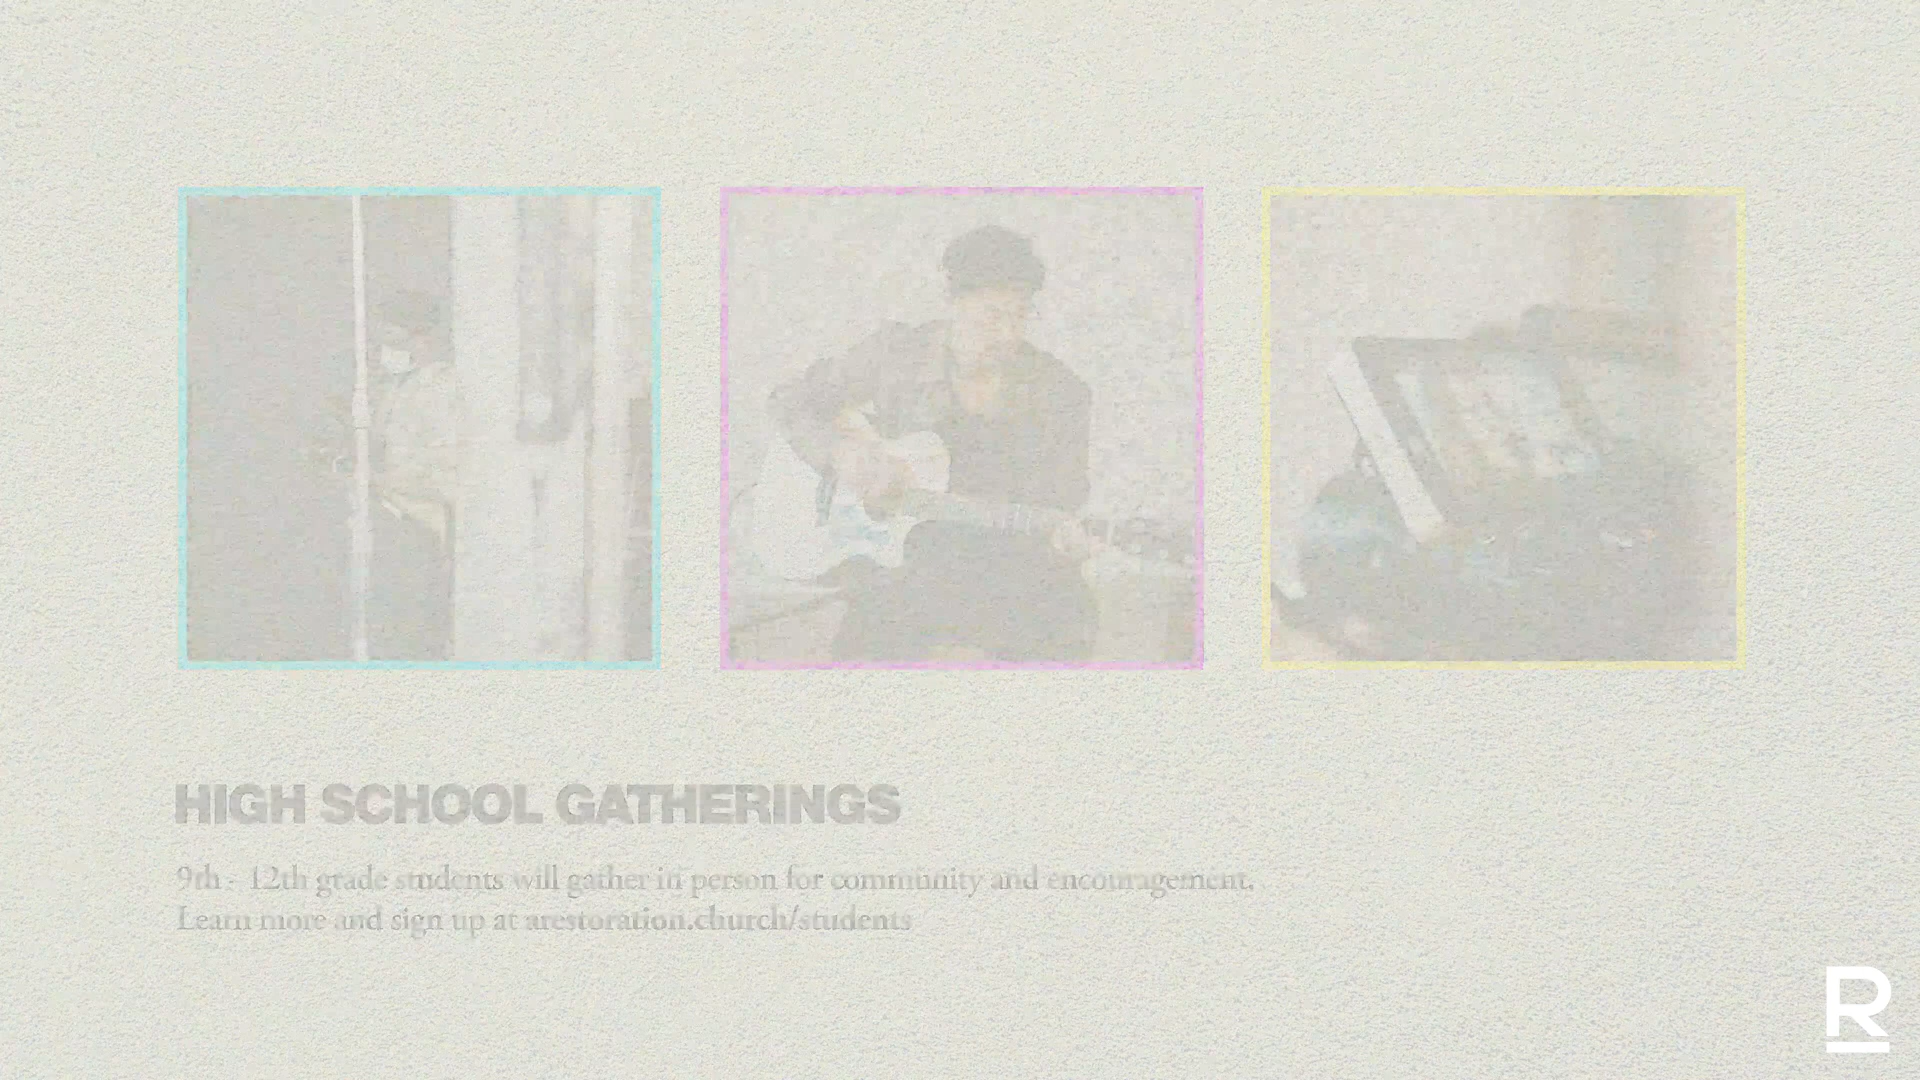 HIGH SCHOOL GATHERINGS
9th - 12th grade students will gather in person for community and encouragement.
Learn more and sign up at arestoration.church/students
R